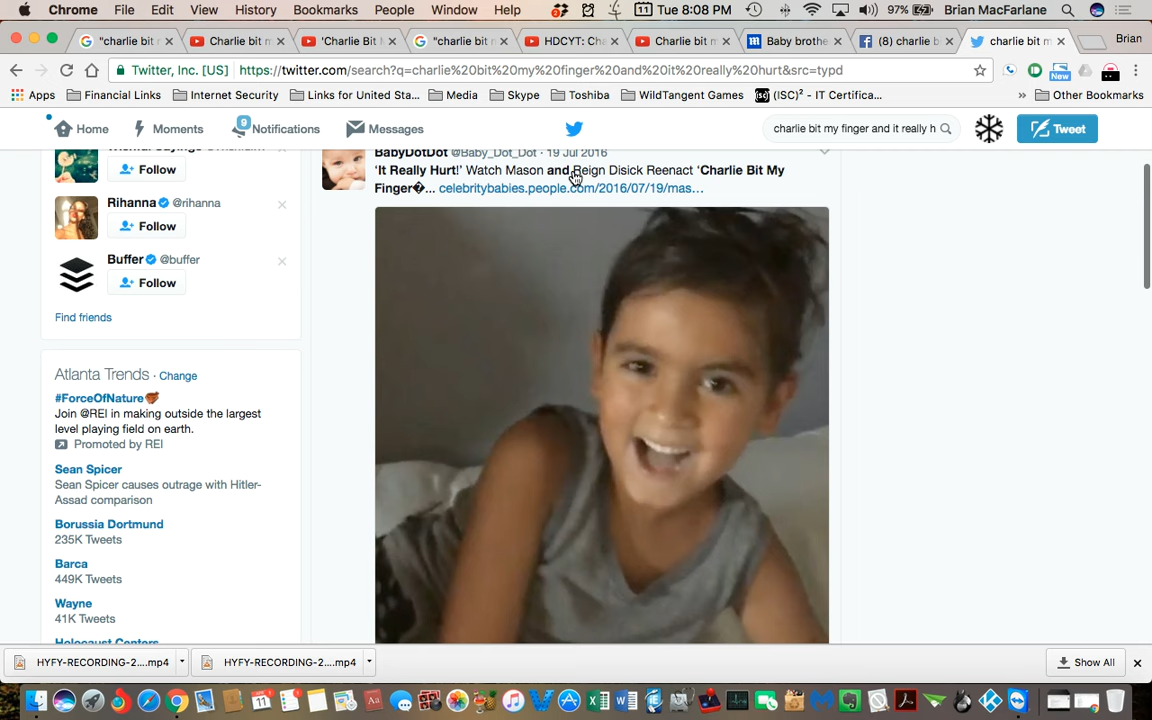 Chrome File Edit View History Bookmarks People Window Help 2 11 Tue 8:08 PM 97% Brian MacFarlane
"charlie bit Charlie bit m 'Charlie Bit "charlie bit m HDCYT: Cha Charlie bit m Baby brothe (8) charlie b charlie bit m Brian
Twitter, Inc. [US] https://twitter.com/search?q=charlie%20bit%20my%20finger%20and%20it%20really%20hurt&src=typd New
Apps Financial Links Internet Security Links for United Sta... Media Skype Toshiba WildTangent Games (ISC)² - IT Certifica... » Other Bookmarks
Home Moments 9 Notifications Messages charlie bit my finger and it really h Tweet
Follow
Rihanna @rihanna
Follow
Buffer @buffer
Follow
Find friends
Atlanta Trends · Change
#ForceOfNature
Join @REI in making outside the largest
level playing field on earth.
Promoted by REI
Sean Spicer
Sean Spicer causes outrage with Hitler-
Assad comparison
Borussia Dortmund
235K Tweets
Barca
449K Tweets
Wayne
41K Tweets
Holocaust Centers
BabyDotDot @Baby_Dot_Dot · 19 Jul 2016
'It Really Hurt!' Watch Mason and Reign Disick Reenact 'Charlie Bit My
Finger�... celebritybabies.people.com/2016/07/19/mas...
HYFY-RECORDING-2....mp4 HYFY-RECORDING-2....mp4 Show All